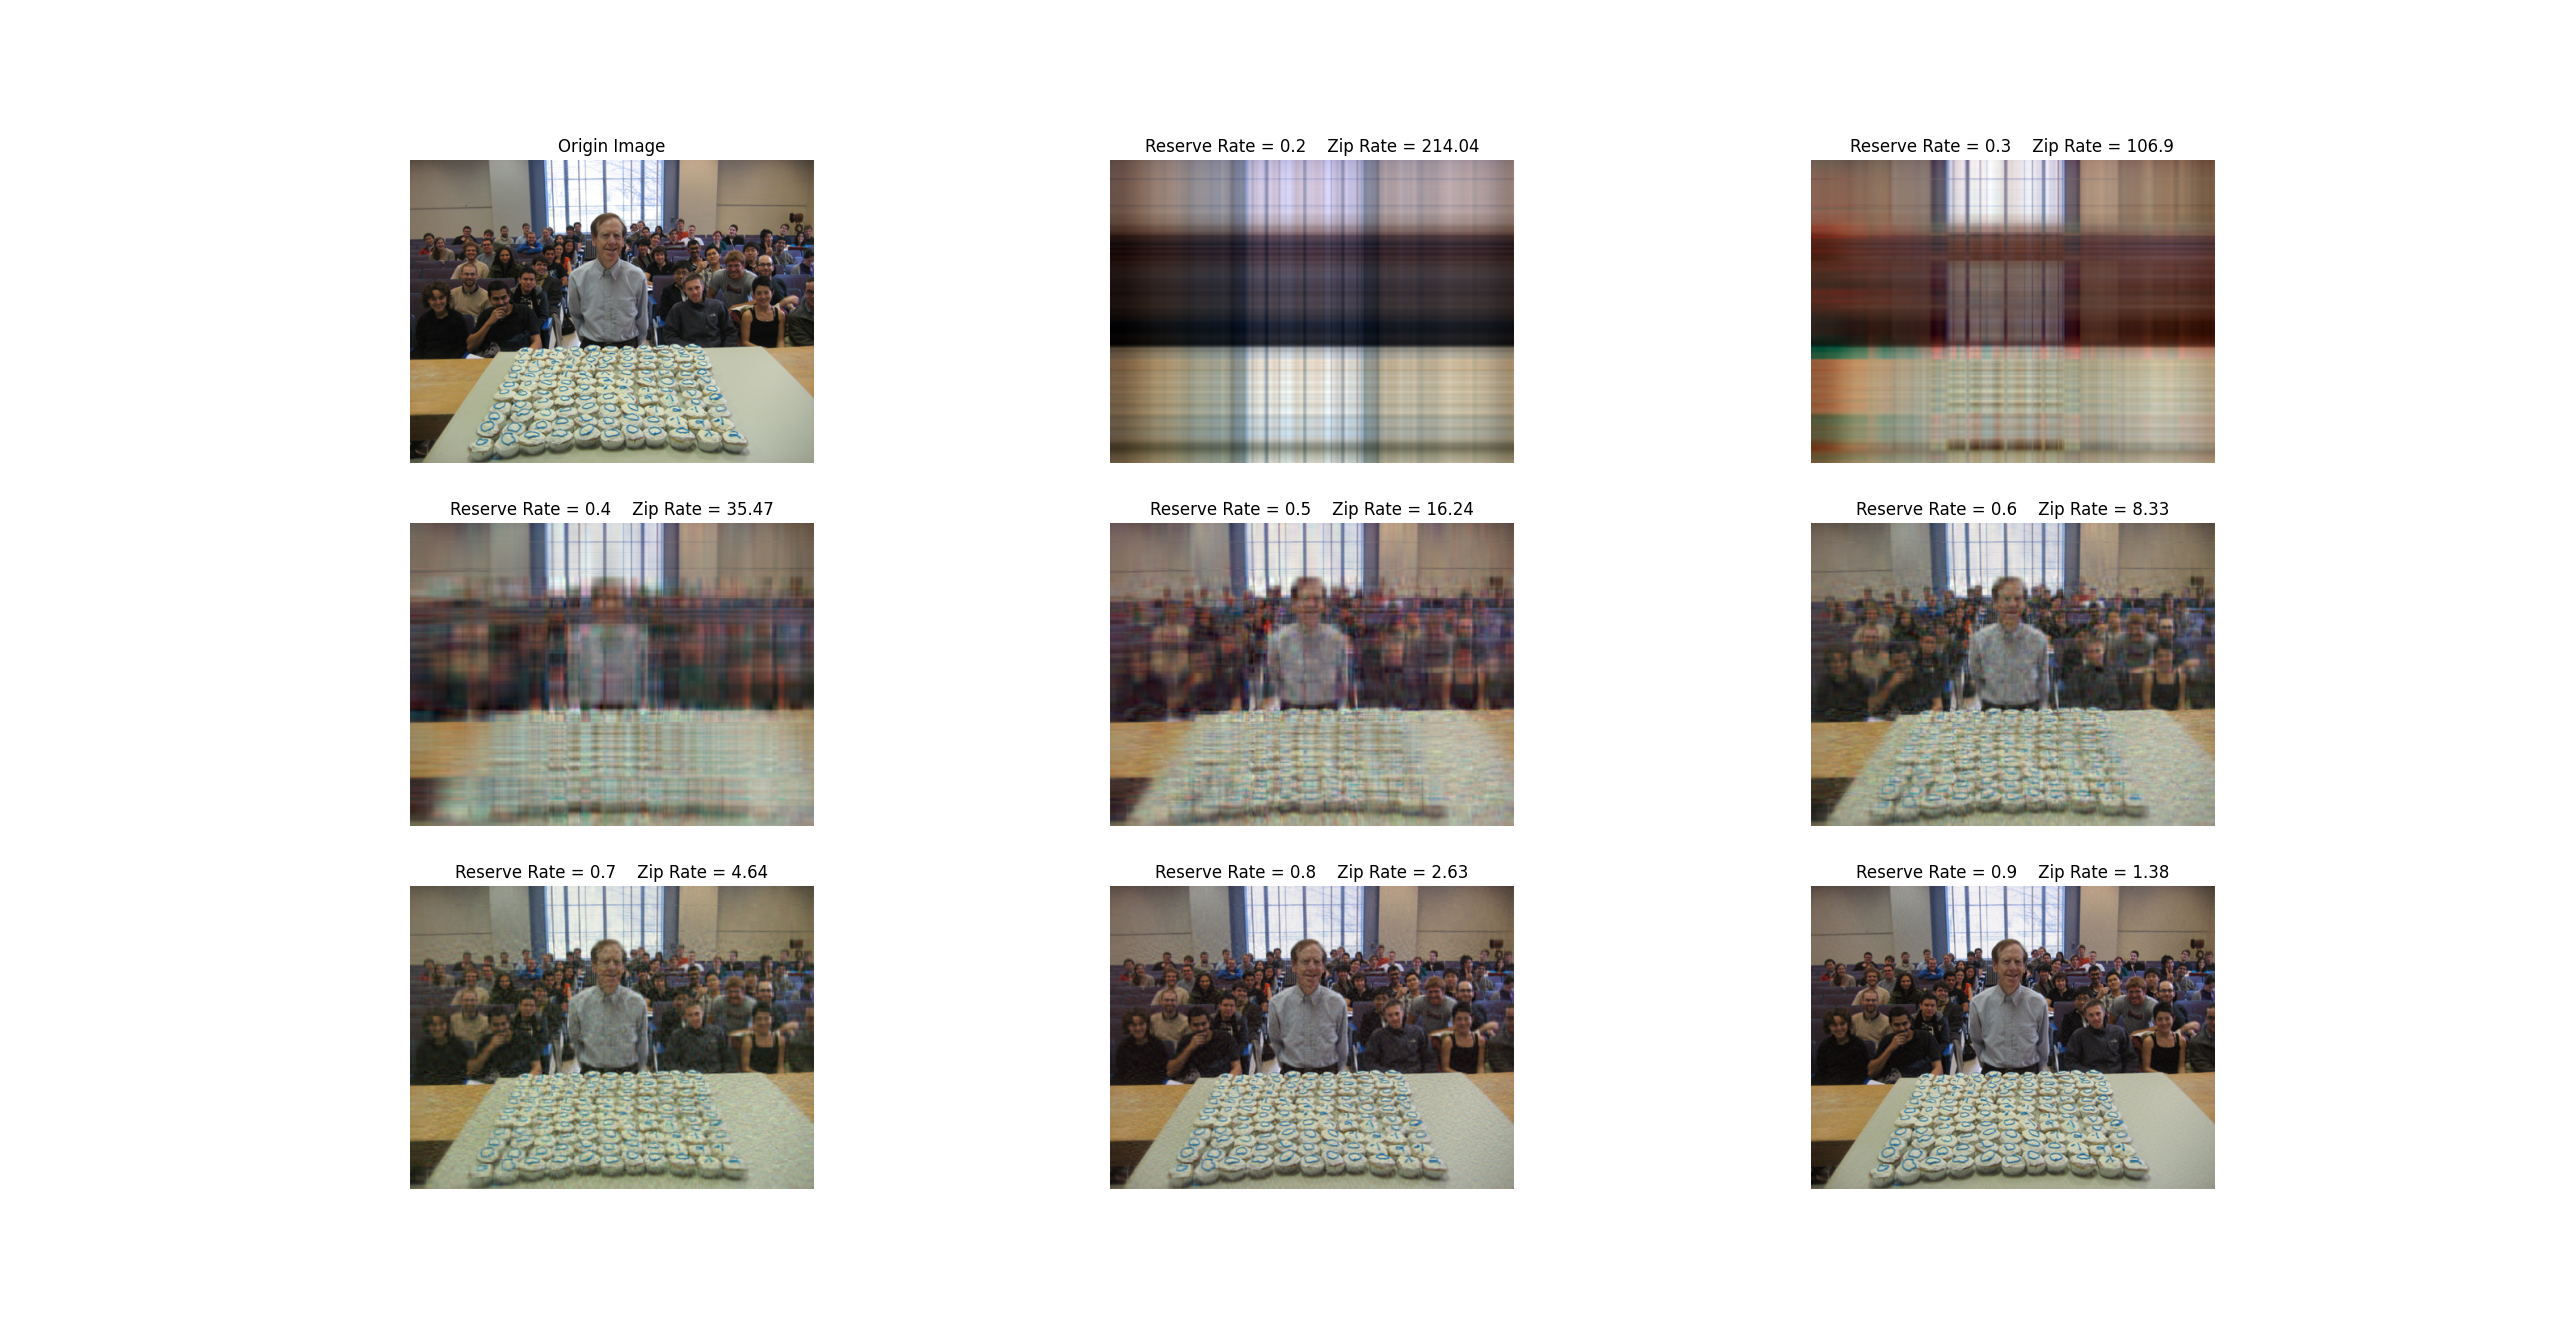 Origin Image
Reserve Rate = 0.2    Zip Rate = 214.04
Reserve Rate = 0.3    Zip Rate = 106.9
Reserve Rate = 0.4    Zip Rate = 35.47
Reserve Rate = 0.5    Zip Rate = 16.24
Reserve Rate = 0.6    Zip Rate = 8.33
Reserve Rate = 0.7    Zip Rate = 4.64
Reserve Rate = 0.8    Zip Rate = 2.63
Reserve Rate = 0.9    Zip Rate = 1.38